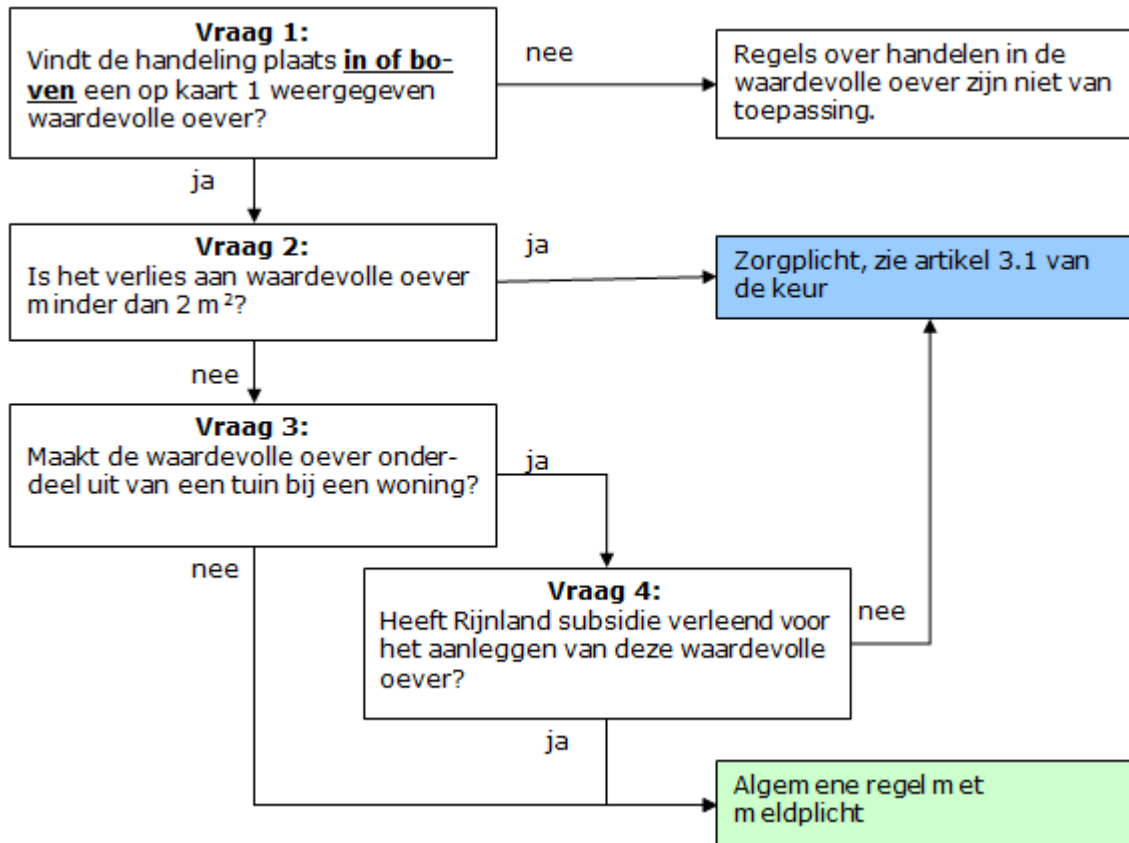 Vraag 1:
Vindt de handeling plaats in of bo-
ven een op kaart 1 weergegeven
waardevolle oever?
nee
Regels over handelen in de
waardevolle oever zijn niet van
toepassing.
ja
Vraag 2:
Is het verlies aan waardevolle oever
minder dan 2 m²?
ja
Zorgplicht, zie artikel 3.1 van
de keur
nee
Vraag 3:
Maakt de waardevolle oever onder-
deel uit van een tuin bij een woning?
ja
nee
Vraag 4:
Heeft Rijnland subsidie verleend voor
het aanleggen van deze waardevolle
oever?
nee
ja
Algemene regel met
meldplicht